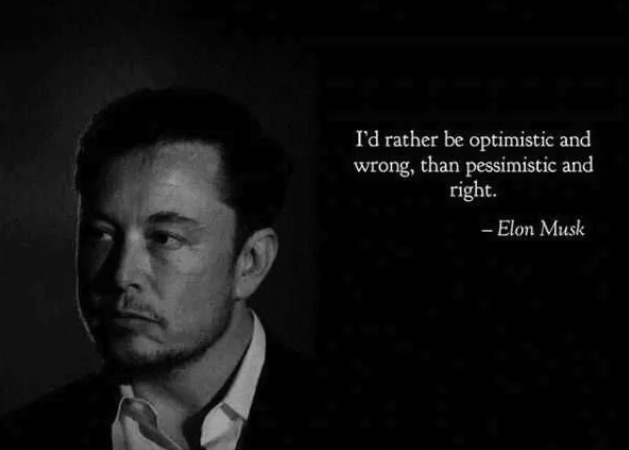 I'd rather be optimistic and
wrong, than pessimistic and
right.
– Elon Musk